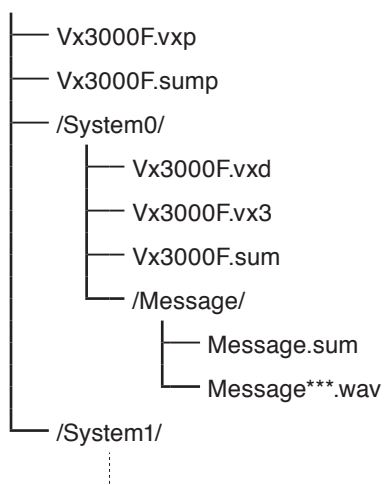 Vx3000F.vxp
Vx3000F.sump
/System0/
Vx3000F.vxd
Vx3000F.vx3
Vx3000F.sum
/Message/
Message.sum
Message***.wav
/System1/